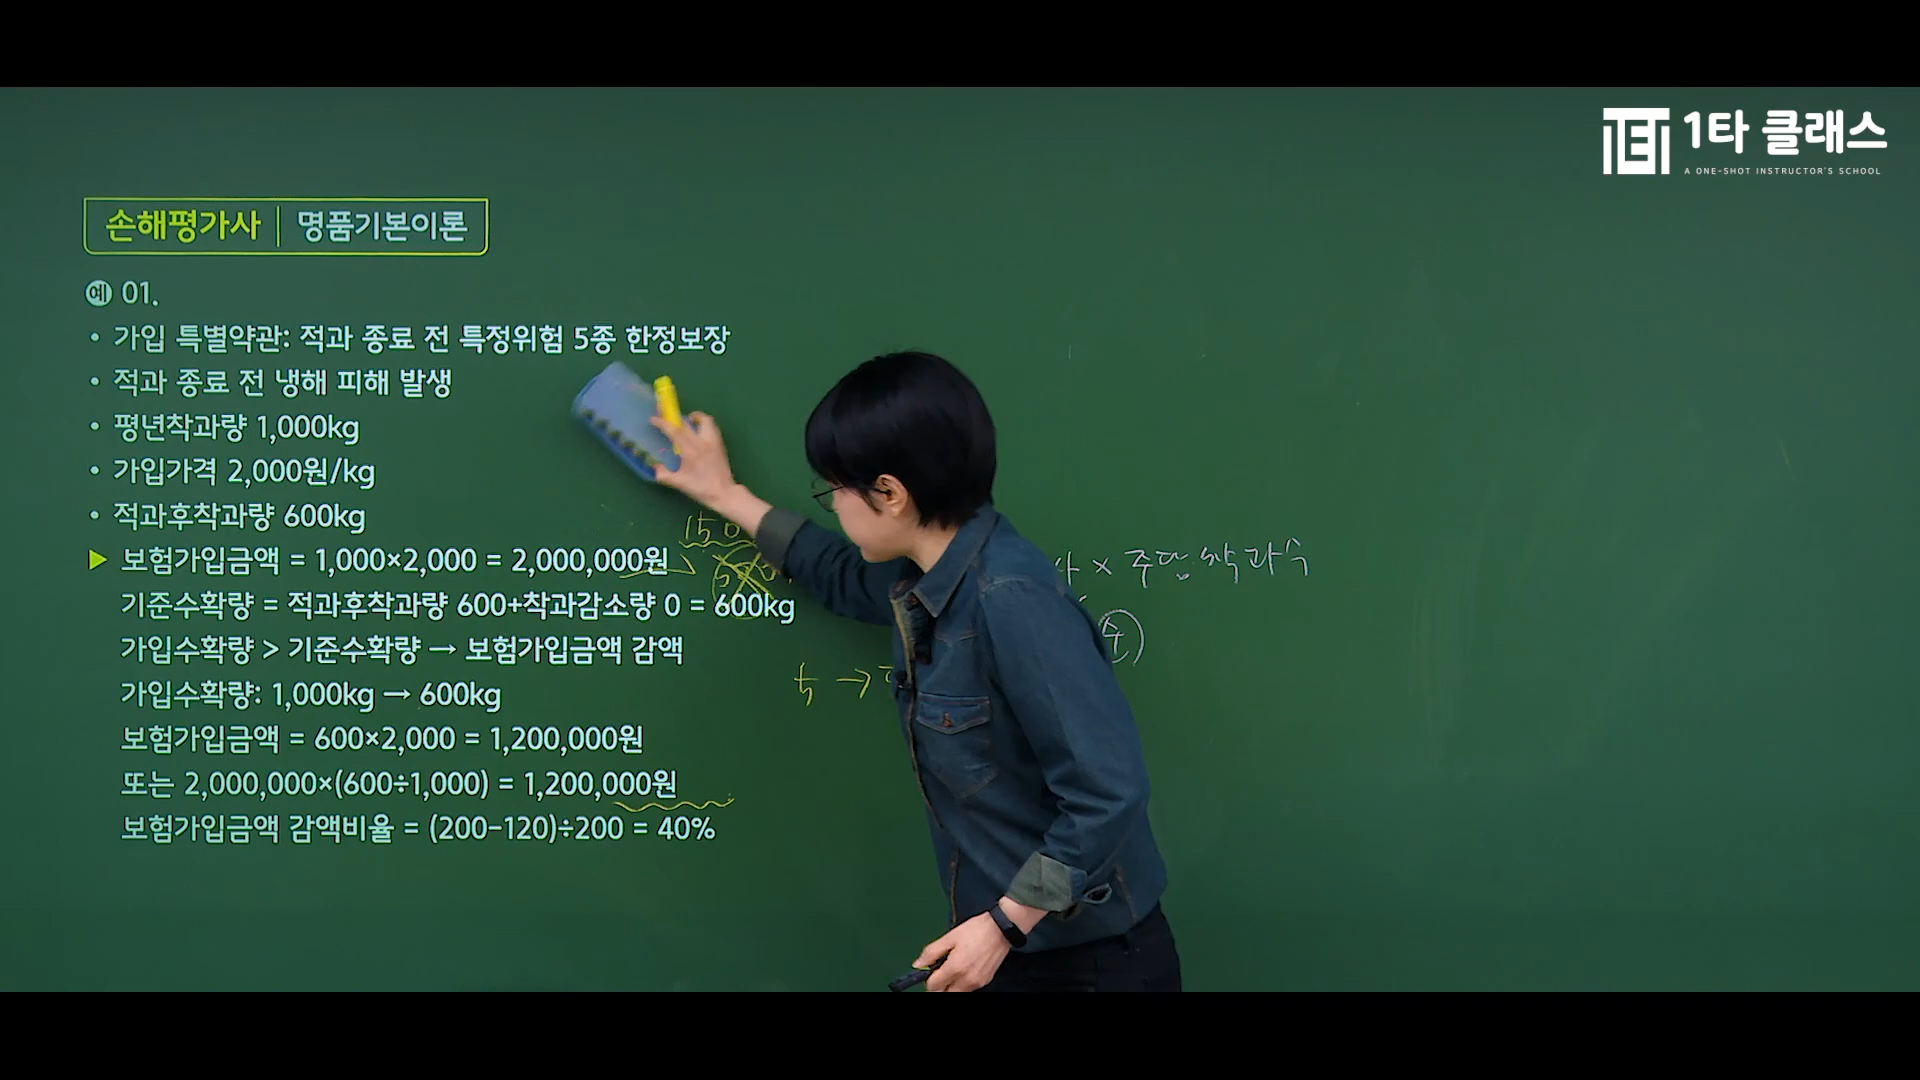 1타 클래스
A ONE-SHOT INSTRUCTOR'S SCHOOL
손해평가사 | 명품기본이론
예 01.
• 가입 특별약관: 적과 종료 전 특정위험 5종 한정보장
• 적과 종료 전 냉해 피해 발생
• 평년착과량 1,000kg
• 가입가격 2,000원/kg
• 적과후착과량 600kg
▶ 보험가입금액 = 1,000×2,000 = 2,000,000원
기준수확량 = 적과후착과량 600+착과감소량 0 = 600kg
가입수확량 > 기준수확량 → 보험가입금액 감액
가입수확량: 1,000kg → 600kg
보험가입금액 = 600×2,000 = 1,200,000원
또는 2,000,000×(600÷1,000) = 1,200,000원
보험가입금액 감액비율 = (200-120)÷200 = 40%
150
× 주당 착과수